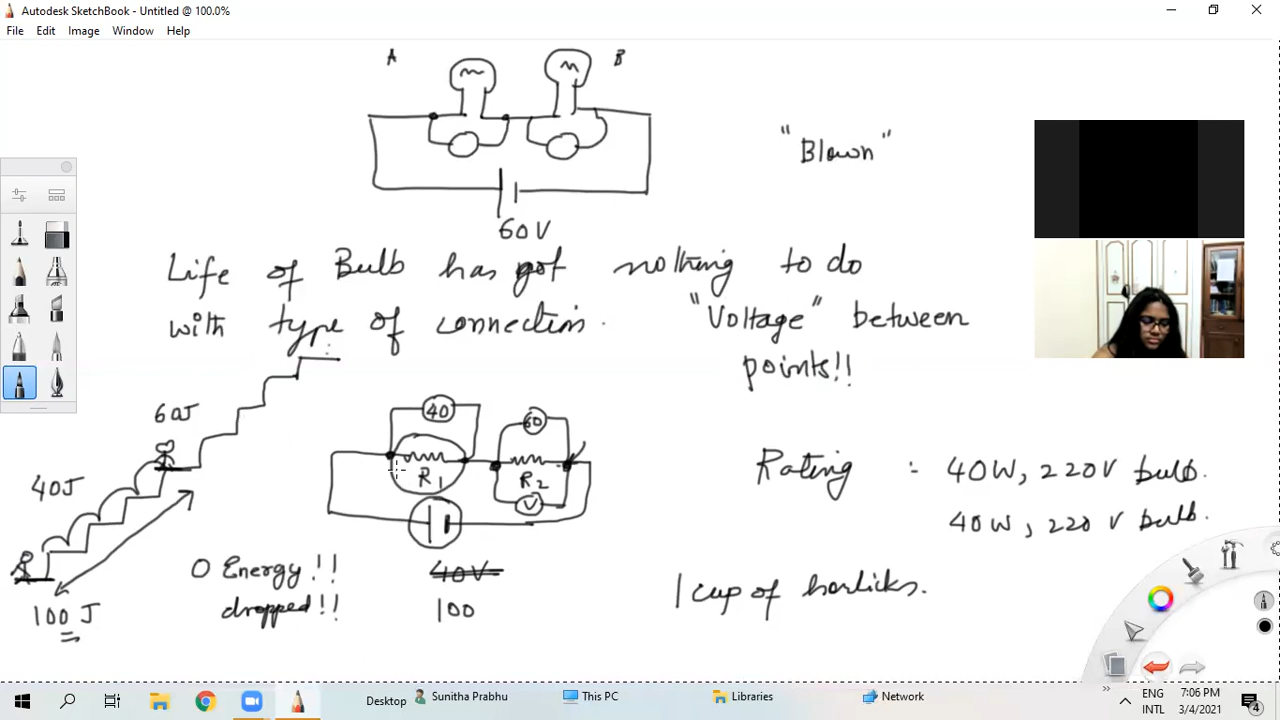 Autodesk SketchBook - Untitled @ 100.0%
File Edit Image Window Help
A B
"Blown"
60V
Life of Bulb has got nothing to do
with type of connection. "Voltage" between
points!!
60J
40 60
Rating : 40W, 220V bulb.
R1 R2
40J
V
40W, 220V bulb.
0 Energy!!
dropped!!
40V
100 J
100
1 cup of horlicks.
Desktop Sunitha Prabhu This PC Libraries Network
ENG
INTL
7:06 PM
3/4/2021
4